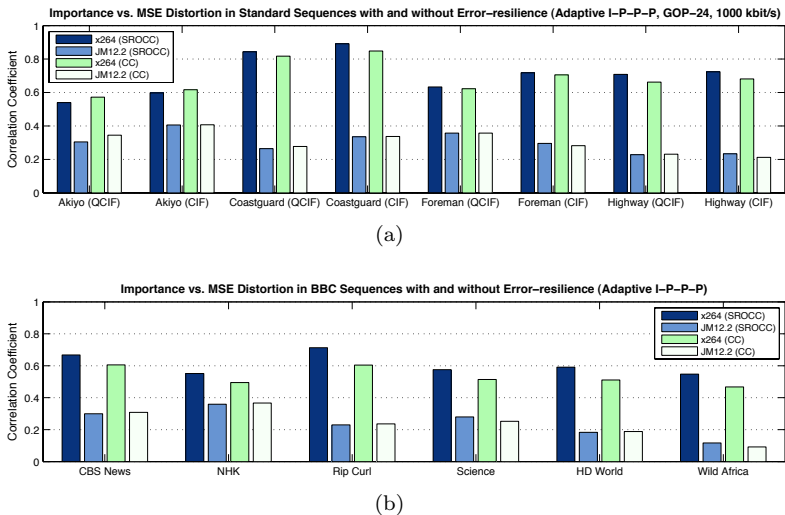 Importance vs. MSE Distortion in Standard Sequences with and without Error−resilience (Adaptive I−P−P−P, GOP−24, 1000 kbit/s)
1
0.8
0.6
0.4
0.2
0
Correlation Coefficient
x264 (SROCC)
JM12.2 (SROCC)
x264 (CC)
JM12.2 (CC)
Akiyo (QCIF) Akiyo (CIF) Coastguard (QCIF) Coastguard (CIF) Foreman (QCIF) Foreman (CIF) Highway (QCIF) Highway (CIF)
(a)
Importance vs. MSE Distortion in BBC Sequences with and without Error−resilience (Adaptive I−P−P−P)
1
0.8
0.6
0.4
0.2
0
Correlation Coefficient
x264 (SROCC)
JM12.2 (SROCC)
x264 (CC)
JM12.2 (CC)
CBS News NHK Rip Curl Science HD World Wild Africa
(b)